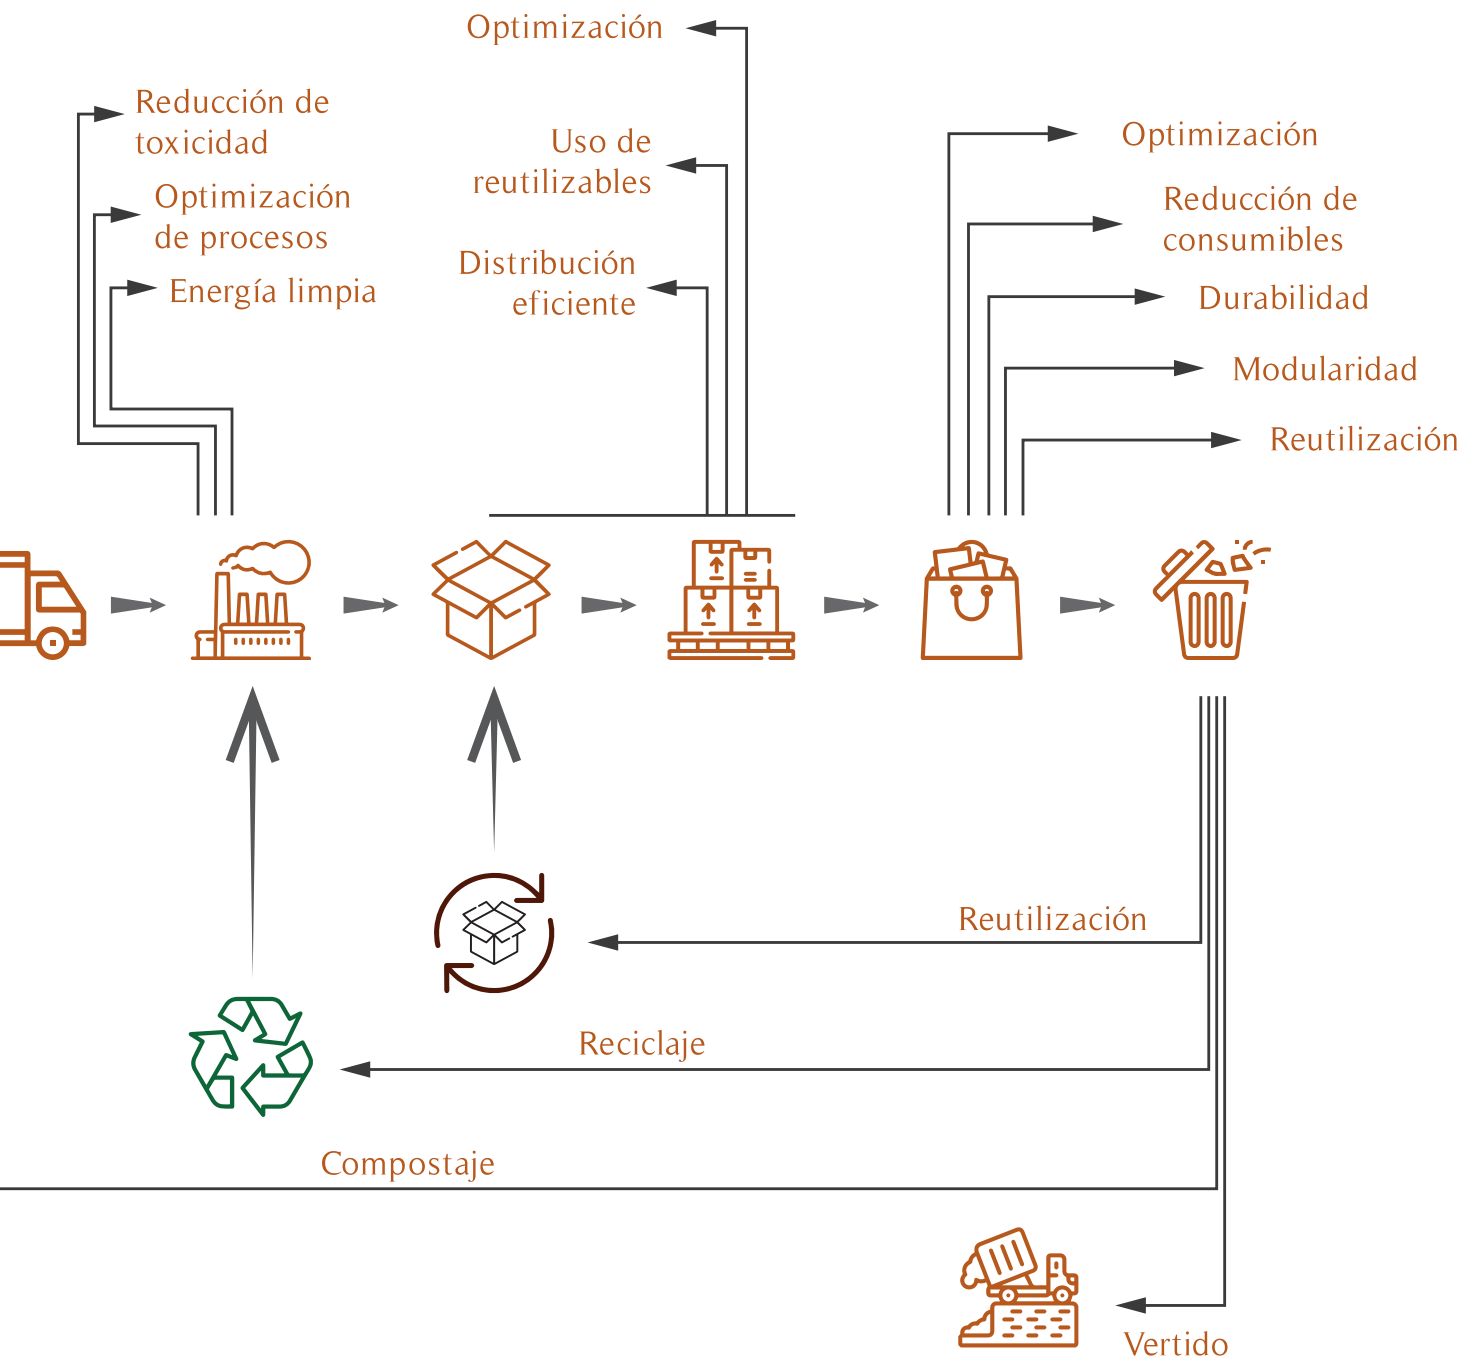 Optimización
Reducción de
toxicidad
Optimización
de procesos
Energía limpia
Uso de
reutilizables
Distribución
eficiente
Optimización
Reducción de
consumibles
Durabilidad
Modularidad
Reutilización
Reutilización
Reciclaje
Compostaje
Vertido